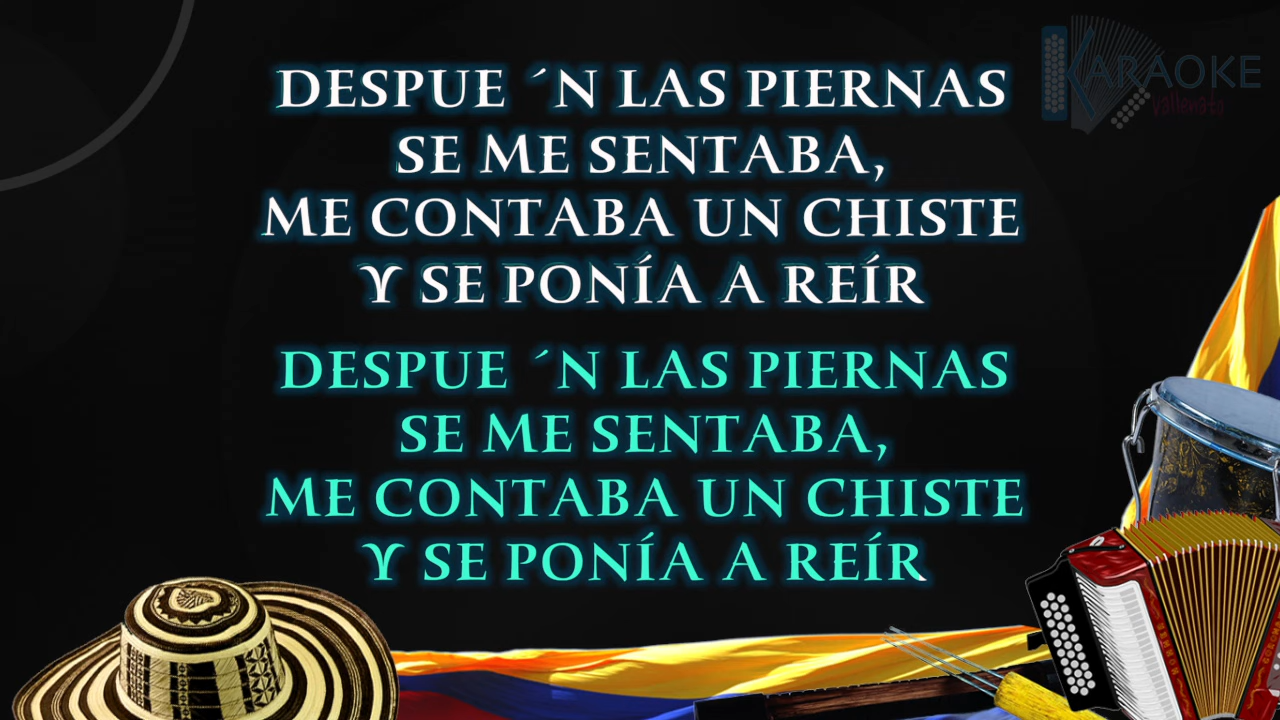 KARAOKE
vallenato
DESPUE ´N LAS PIERNAS
SE ME SENTABA,
ME CONTABA UN CHISTE
Y SE PONÍA A REÍR
DESPUE ´N LAS PIERNAS
SE ME SENTABA,
ME CONTABA UN CHISTE
Y SE PONÍA A REÍR